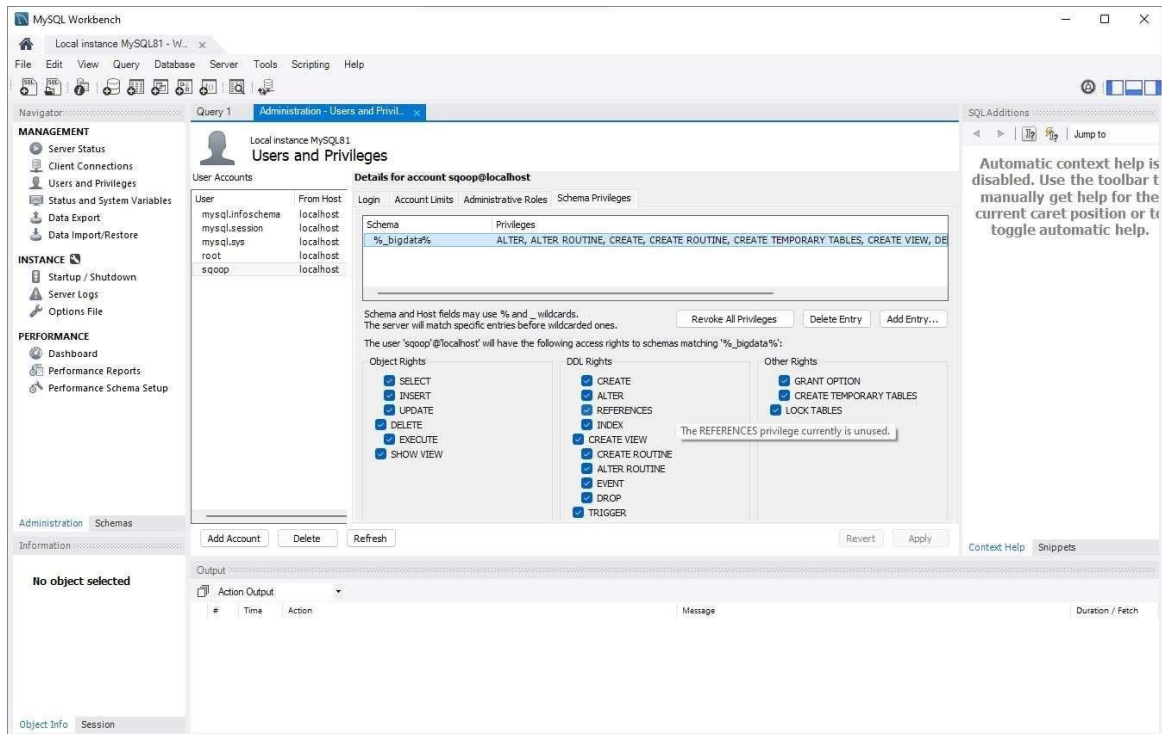 MySQL Workbench
Local instance MySQL81 - W...
File Edit View Query Database Server Tools Scripting Help
Navigator
MANAGEMENT
Server Status
Client Connections
Users and Privileges
Status and System Variables
Data Export
Data Import/Restore
INSTANCE
Startup / Shutdown
Server Logs
Options File
PERFORMANCE
Dashboard
Performance Reports
Performance Schema Setup
Administration Schemas
Information
No object selected
Object Info Session
Query 1 Administration - Users and Privil...
Local instance MySQL81
Users and Privileges
User Accounts
User From Host
mysql.infoschema localhost
mysql.session localhost
mysql.sys localhost
root localhost
sqoop localhost
Details for account sqoop@localhost
Login Account Limits Administrative Roles Schema Privileges
Schema Privileges
%_bigdata% ALTER, ALTER ROUTINE, CREATE, CREATE ROUTINE, CREATE TEMPORARY TABLES, CREATE VIEW, DE
Schema and Host fields may use % and _ wildcards.
The server will match specific entries before wildcarded ones.
Revoke All Privileges Delete Entry Add Entry...
The user 'sqoop'@'localhost' will have the following access rights to schemas matching '%_bigdata%':
Object Rights
SELECT
INSERT
UPDATE
DELETE
EXECUTE
SHOW VIEW
DDL Rights
CREATE
ALTER
REFERENCES
INDEX
CREATE VIEW
CREATE ROUTINE
ALTER ROUTINE
EVENT
DROP
TRIGGER
Other Rights
GRANT OPTION
CREATE TEMPORARY TABLES
LOCK TABLES
The REFERENCES privilege currently is unused.
Add Account Delete Refresh Revert Apply
Output
Action Output
# Time Action Message Duration / Fetch
SQLAdditions
Jump to
Automatic context help is
disabled. Use the toolbar t
manually get help for the
current caret position or to
toggle automatic help.
Context Help Snippets